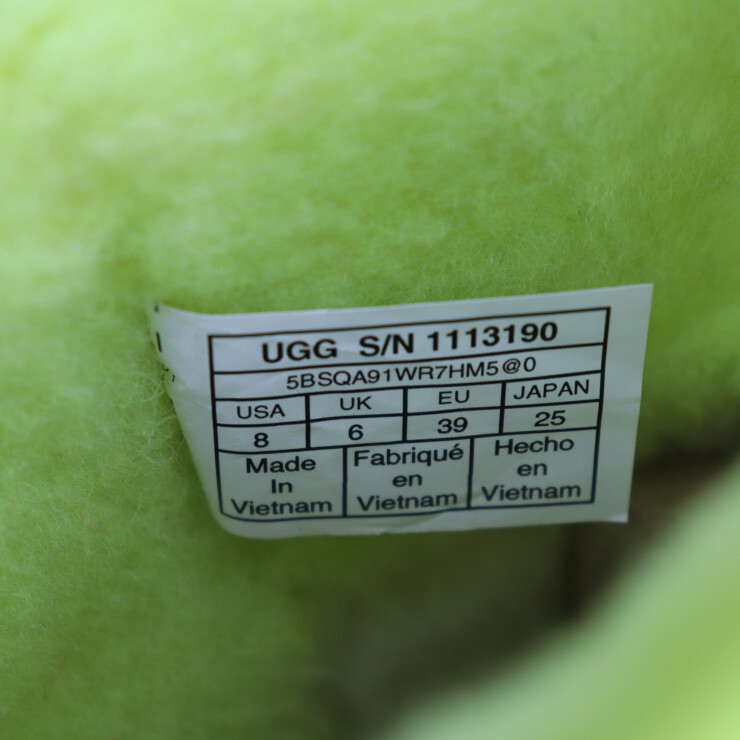 UGG S/N 1113190
5BSQA91WR7HM5@0
USA UK EU JAPAN
8 6 39 25
Made Fabriqué Hecho
In en en
Vietnam Vietnam Vietnam